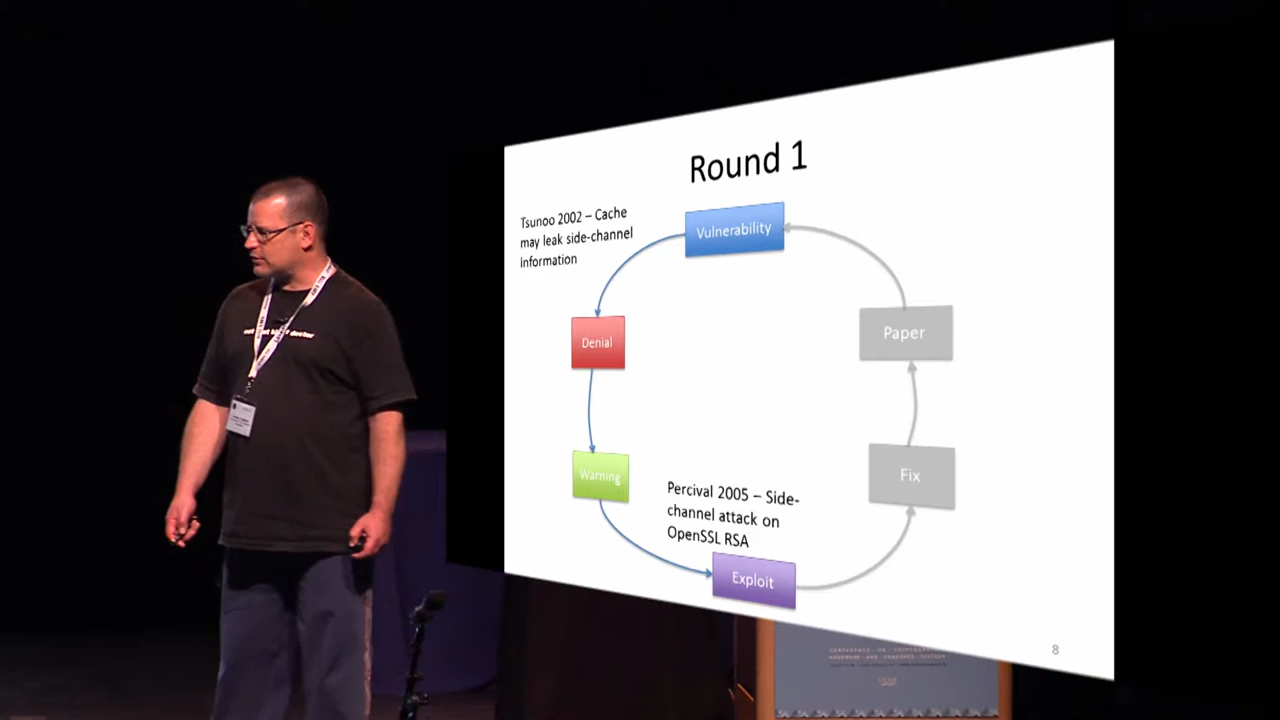 Round 1
Tsunoo 2002 – Cache
may leak side-channel
Information
Vulnerability
Denial
Paper
Warning
Fix
Percival 2005 – Side-
channel attack on
OpenSSL RSA
Exploit
8